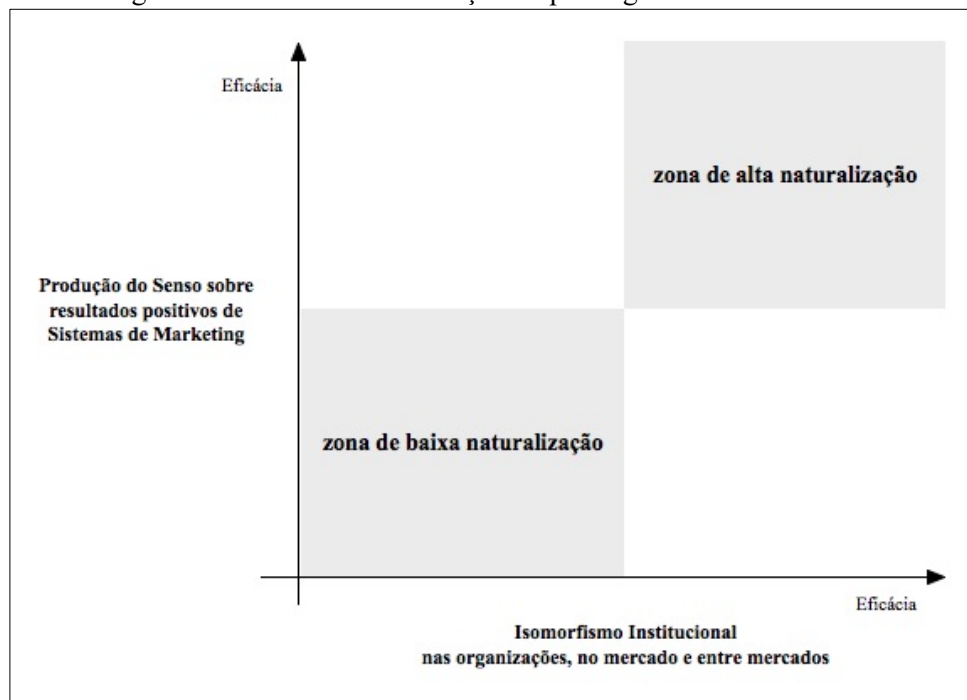 Eficácia
zona de alta naturalização
Produção do Senso sobre
resultados positivos de
Sistemas de Marketing
zona de baixa naturalização
Eficácia
Isomorfismo Institucional
nas organizações, no mercado e entre mercados